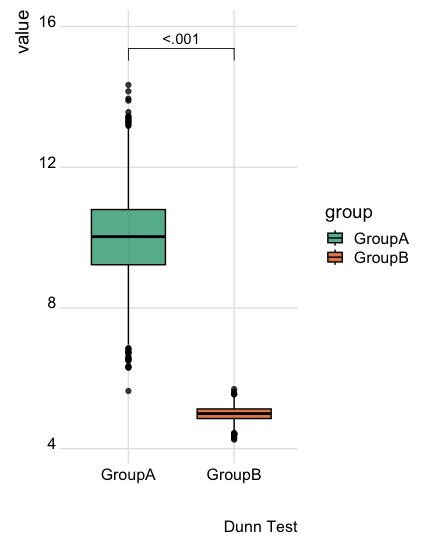 value
16
<.001
12
8
4
GroupA
GroupB
group
GroupA
GroupB
Dunn Test